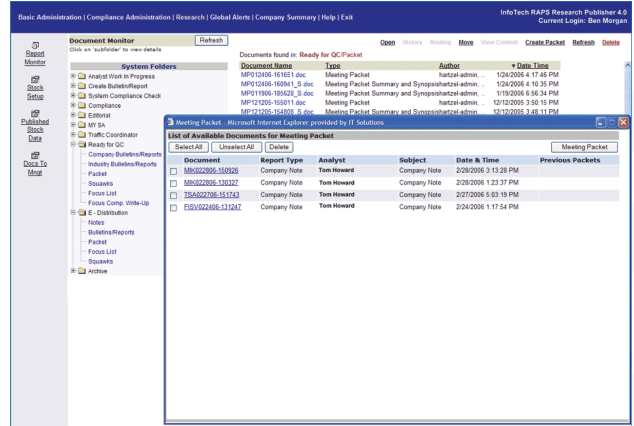 InfoTech RAPS Research Publisher 4.0
Basic Administration | Compliance Administration | Research | Global Alerts | Company Summary | Help | Exit
Current Login: Ben Morgan
Report Monitor
Stock Setup
Published Stock Data
Docs To Mngt
Document Monitor Refresh
Click on 'subfolder' to view details
System Folders
Analyst Work In Progress
Create Bulletin/Report
System Compliance Check
Compliance
Editorial
MY SA
Traffic Coordinator
Ready for QC
Company Bulletins/Reports
Industry Bulletins/Reports
Packet
Squawks
Focus List
Focus Comp. Write-Up
E - Distribution
Notes
Bulletins/Reports
Packet
Focus List
Squawks
Archive
Open History Routing Move View Content Create Packet Refresh Delete
Documents found in: Ready for QC/Packet
Document Name Type Author Date Time
MP012406-161651.doc Meeting Packet hartzel-admin, .. 1/24/2006 4:17:46 PM
MP012406-160941_S.doc Meeting Packet Summary and Synopsis hartzel-admin, .. 1/24/2006 4:10:35 PM
MP011906-185628_S.doc Meeting Packet Summary and Synopsis hartzel-admin, .. 1/19/2006 6:56:34 PM
MP121205-155011.doc Meeting Packet hartzel-admin, .. 12/12/2005 3:50:15 PM
MP121205-154808_S.doc Meeting Packet Summary and Synopsis hartzel-admin, .. 12/12/2005 3:48:11 PM
Meeting Packet - Microsoft Internet Explorer provided by IT Solutions
List of Available Documents for Meeting Packet
Select All Unselect All Delete Meeting Packet
Document Report Type Analyst Subject Date & Time Previous Packets
MIK022806-150926 Company Note Tom Howard Company Note 2/28/2006 3:13:28 PM
MIK022806-130327 Company Note Tom Howard Company Note 2/28/2006 1:23:37 PM
TSA022706-151743 Company Note Tom Howard Company Note 2/27/2006 5:03:19 PM
FISV022406-131247 Company Note Tom Howard Company Note 2/24/2006 1:17:54 PM